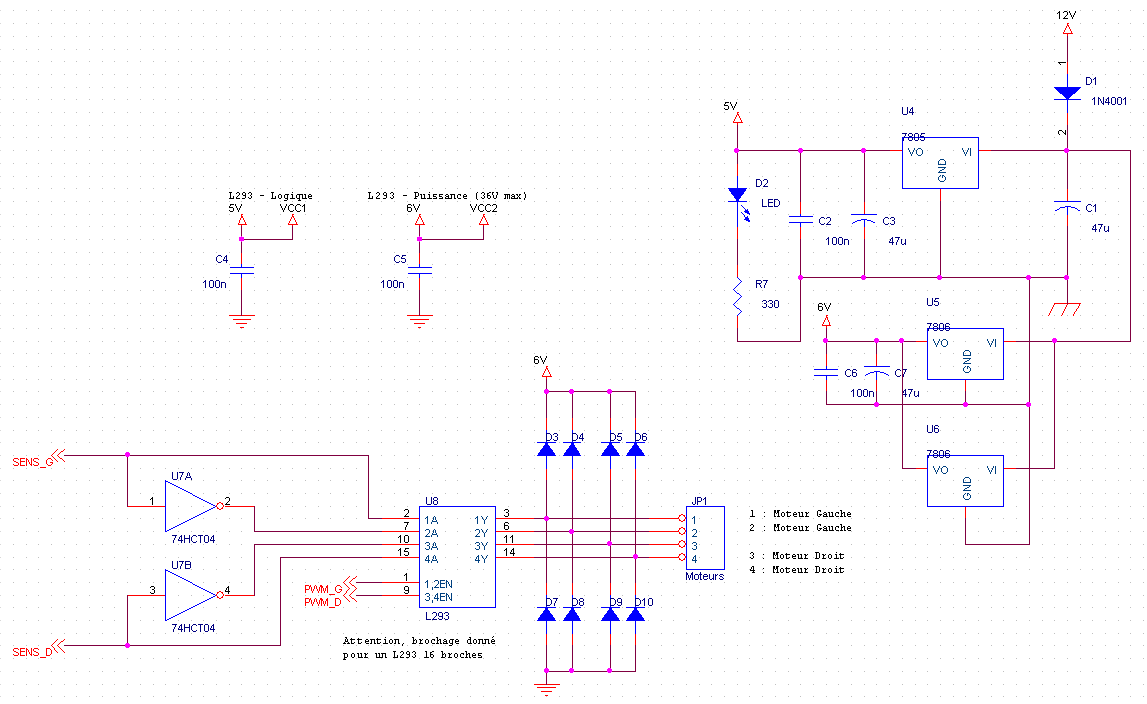 12V
1
D1
1N4001
2
5V
U4
7805
VO
VI
GND
D2
LED
C2
100n
C3
47u
C1
47u
R7
330
L293 - Logique
5V
VCC1
C4
100n
L293 - Puissance (36V max)
6V
VCC2
C5
100n
6V
U5
7806
VO
VI
GND
C6
100n
C7
47u
U6
7806
VO
VI
GND
6V
D3
D4
D5
D6
SENS_G
U7A
1
2
74HCT04
U7B
3
4
74HCT04
SENS_D
U8
2
1A
1Y
3
7
2A
2Y
6
10
3A
3Y
11
15
4A
4Y
14
1
1,2EN
9
3,4EN
L293
PWM_G
PWM_D
JP1
1
2
3
4
Moteurs
1 : Moteur Gauche
2 : Moteur Gauche
3 : Moteur Droit
4 : Moteur Droit
D7
D8
D9
D10
Attention, brochage donné
pour un L293 16 broches